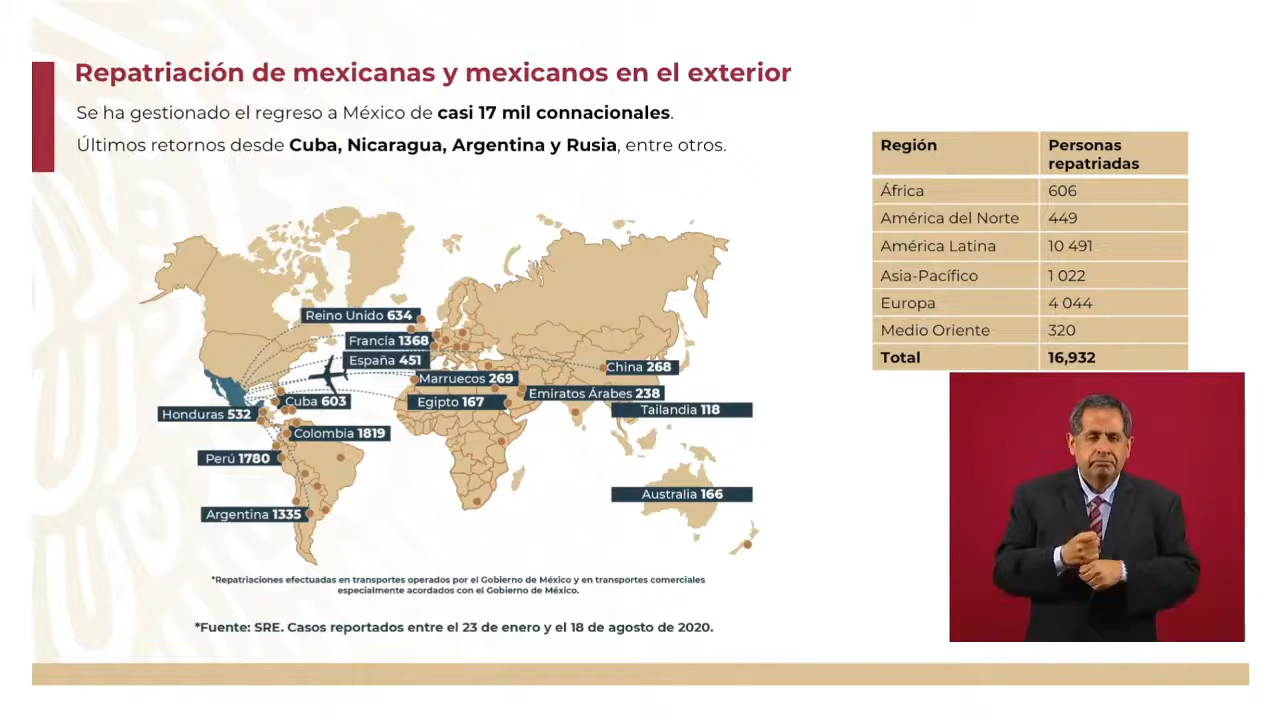 Repatriación de mexicanas y mexicanos en el exterior
Se ha gestionado el regreso a México de casi 17 mil connacionales.
Últimos retornos desde Cuba, Nicaragua, Argentina y Rusia, entre otros.
Región Personas repatriadas
África 606
América del Norte 449
América Latina 10 491
Asia-Pacífico 1 022
Europa 4 044
Medio Oriente 320
Total 16,932
Reino Unido 634
Francia 1368
España 451
China 268
Marruecos 269
Emiratos Árabes 238
Cuba 603
Egipto 167
Tailandia 118
Honduras 532
Colombia 1819
Perú 1780
Australia 166
Argentina 1335
*Repatriaciones efectuadas en transportes operados por el Gobierno de México y en transportes comerciales
especialmente acordados con el Gobierno de México.
*Fuente: SRE. Casos reportados entre el 23 de enero y el 18 de agosto de 2020.